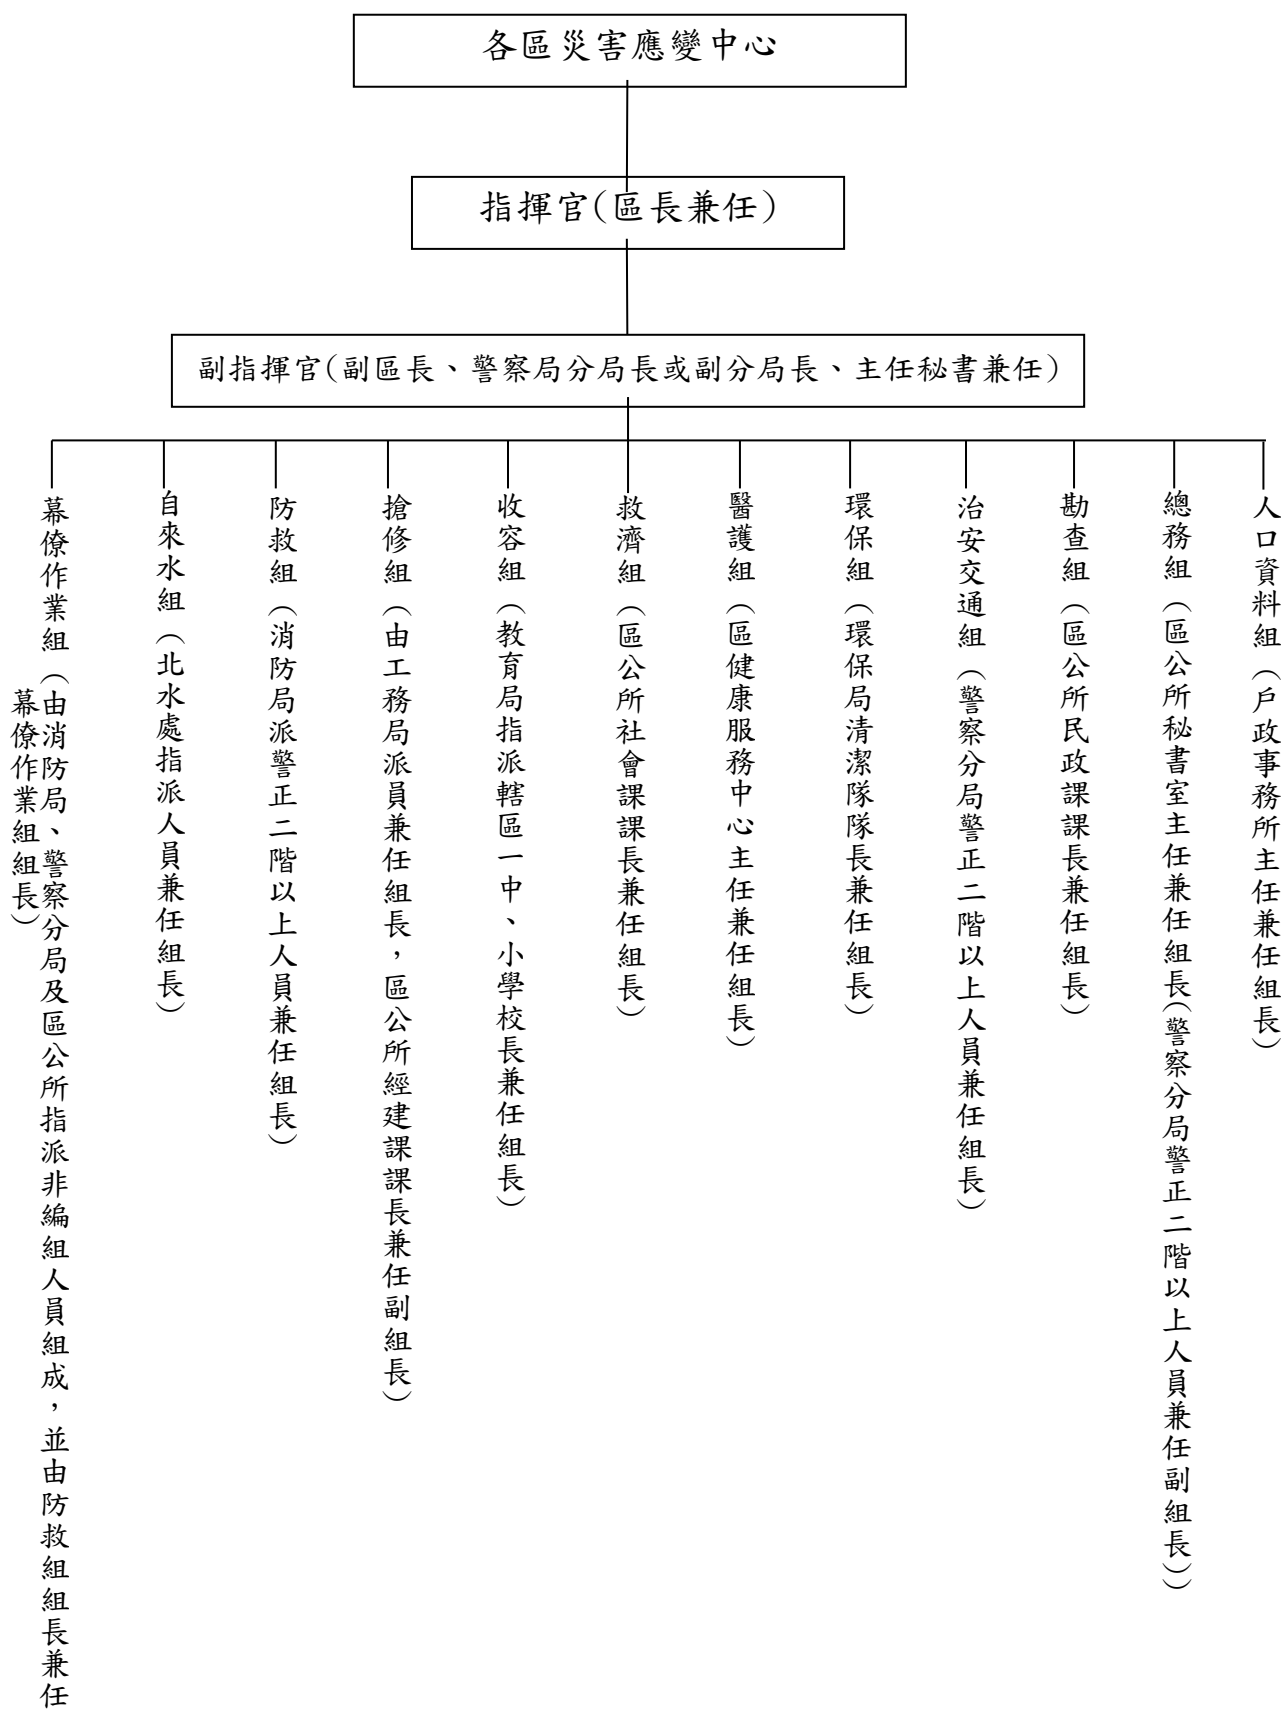 各區災害應變中心
指揮官(區長兼任)
副指揮官(副區長、警察局分局長或副分局長、主任秘書兼任)
人口資料組（戶政事務所主任兼任組長）
總務組（區公所秘書室主任兼任組長(警察分局警正二階以上人員兼任副組長)）
勘查組（區公所民政課課長兼任組長）
治安交通組（警察分局警正二階以上人員兼任組長）
環保組（環保局清潔隊隊長兼任組長）
醫護組（區健康服務中心主任兼任組長）
救濟組（區公所社會課課長兼任組長）
收容組（教育局指派轄區一中、小學校長兼任組長）
搶修組（由工務局派員兼任組長，區公所經建課課長兼任副組長）
防救組（消防局派警正二階以上人員兼任組長）
自來水組（北水處指派人員兼任組長）
幕僚作業組（由消防局、警察分局及區公所指派非編組人員組成，並由防救組組長兼任
幕僚作業組組長）